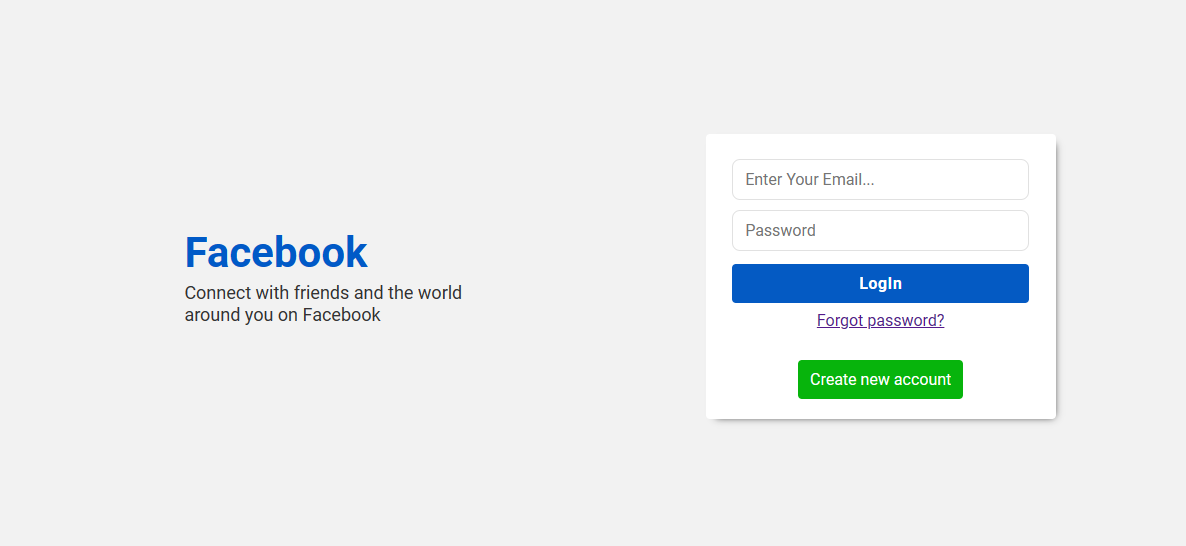 Facebook
Connect with friends and the world
around you on Facebook
Enter Your Email...
Password
LogIn
Forgot password?
Create new account